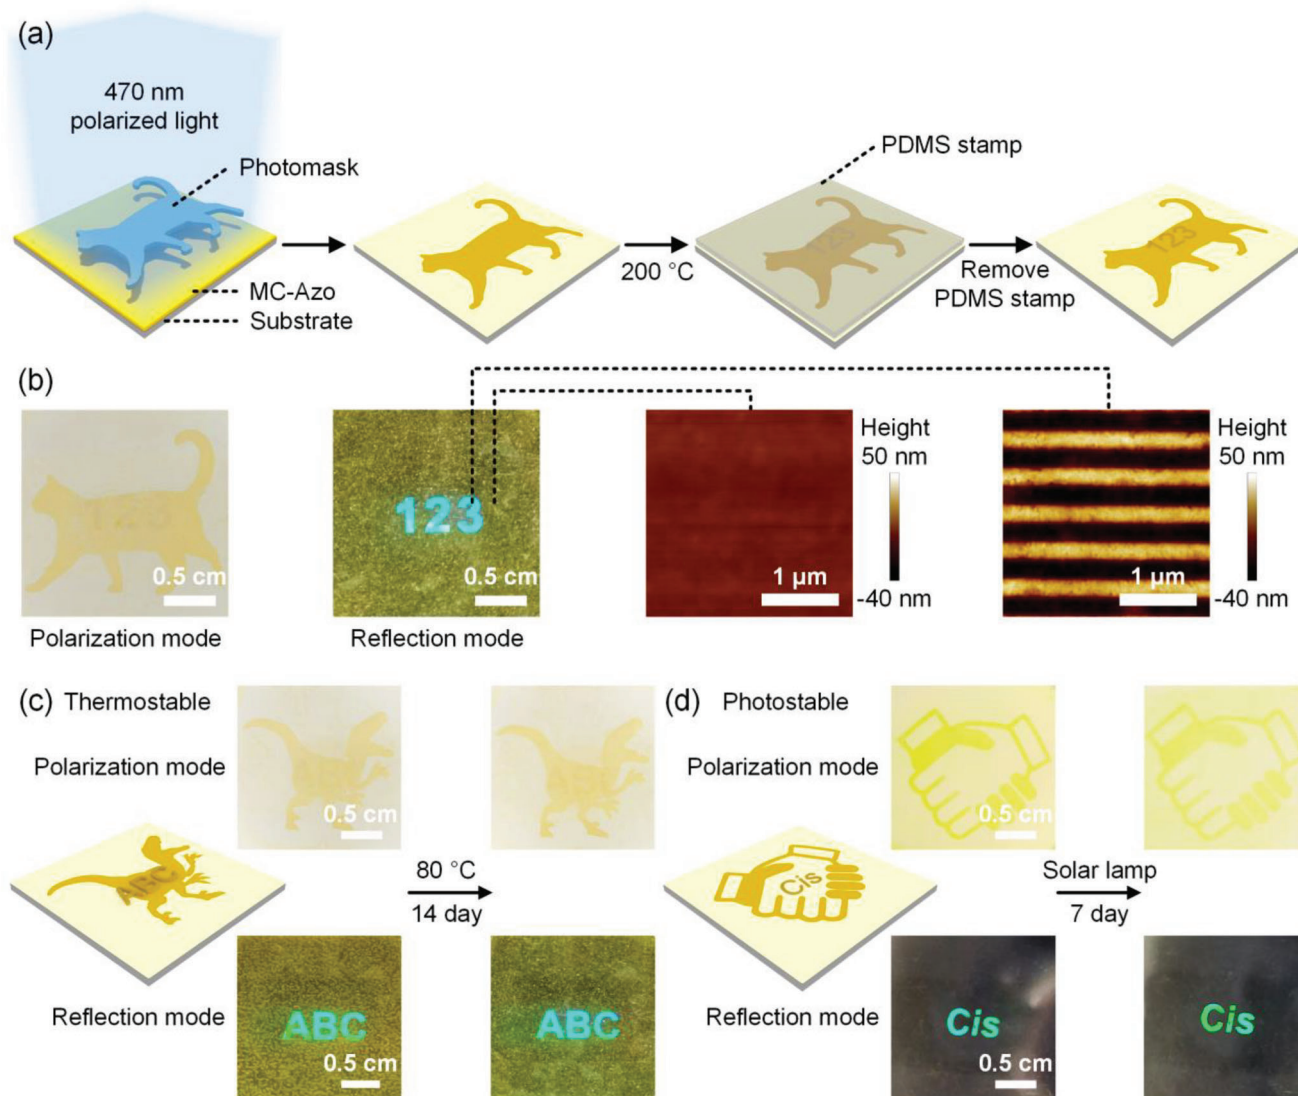 (a)
470 nm
polarized light
Photomask
MC-Azo
Substrate
200 °C
PDMS stamp
123
Remove
PDMS stamp
123
(b)
123
0.5 cm
Polarization mode
123
0.5 cm
Reflection mode
1 μm
Height
50 nm
-40 nm
1 μm
Height
50 nm
-40 nm
(c) Thermostable
Polarization mode
0.5 cm
ABC
80 °C
14 day
Reflection mode
ABC
0.5 cm
ABC
(d) Photostable
Polarization mode
0.5 cm
Cis
Solar lamp
7 day
Reflection mode
Cis
0.5 cm
Cis